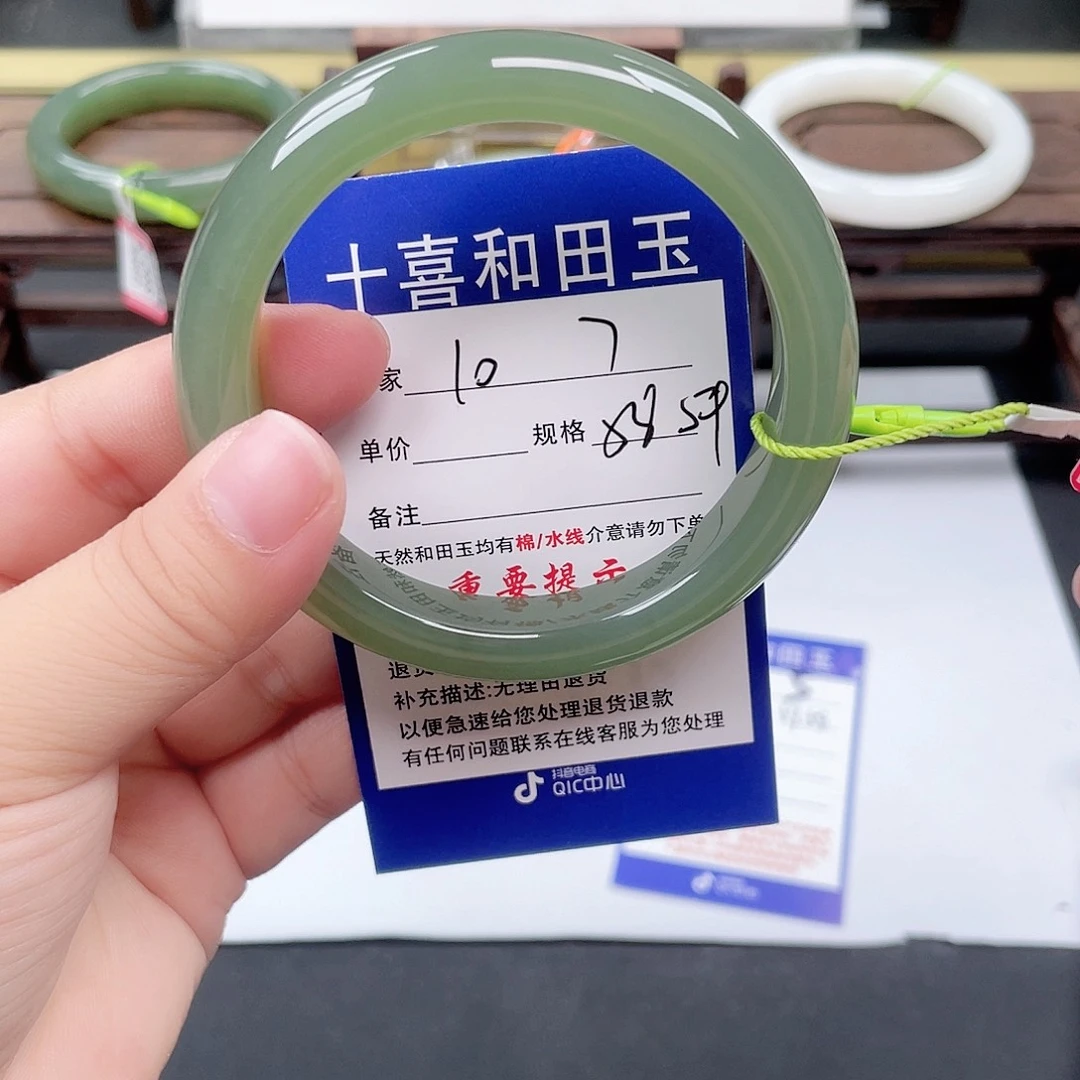 十喜和田玉
家 10 7
单价 规格 58 59
备注
天然和田玉均有棉/水线介意请勿下单
重要提示
退货
补充描述:无理由退货
以便急速给您处理退货退款
有任何问题联系在线客服为您处理
抖音电商
QIC中心